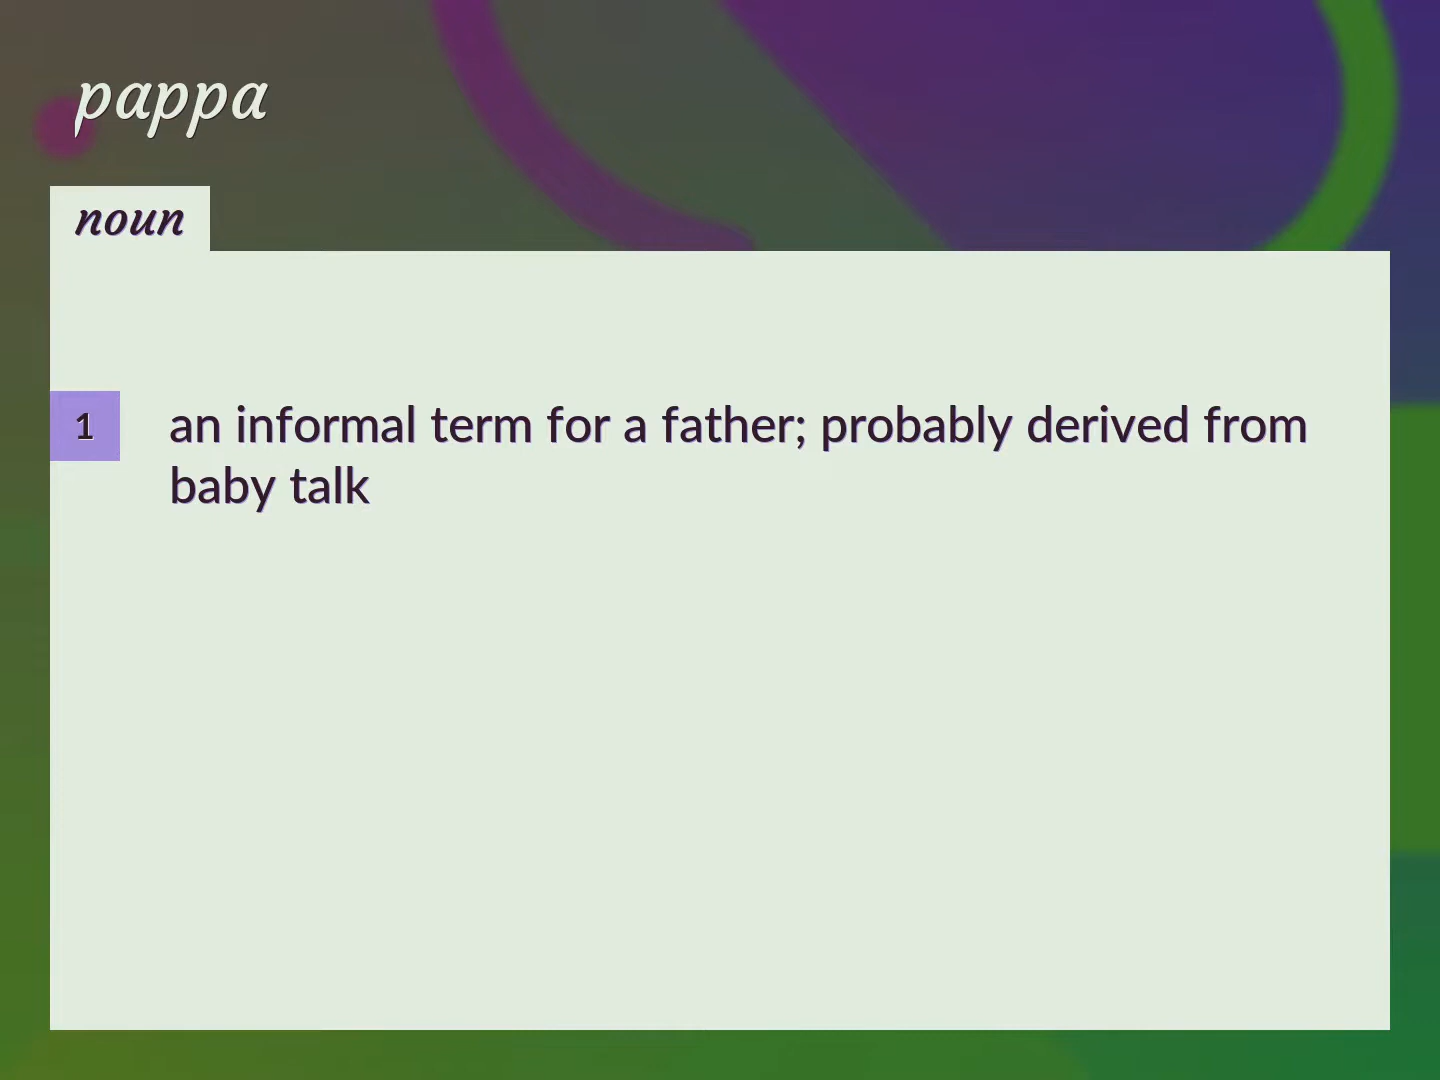 pappa
noun
1
an informal term for a father; probably derived from
baby talk